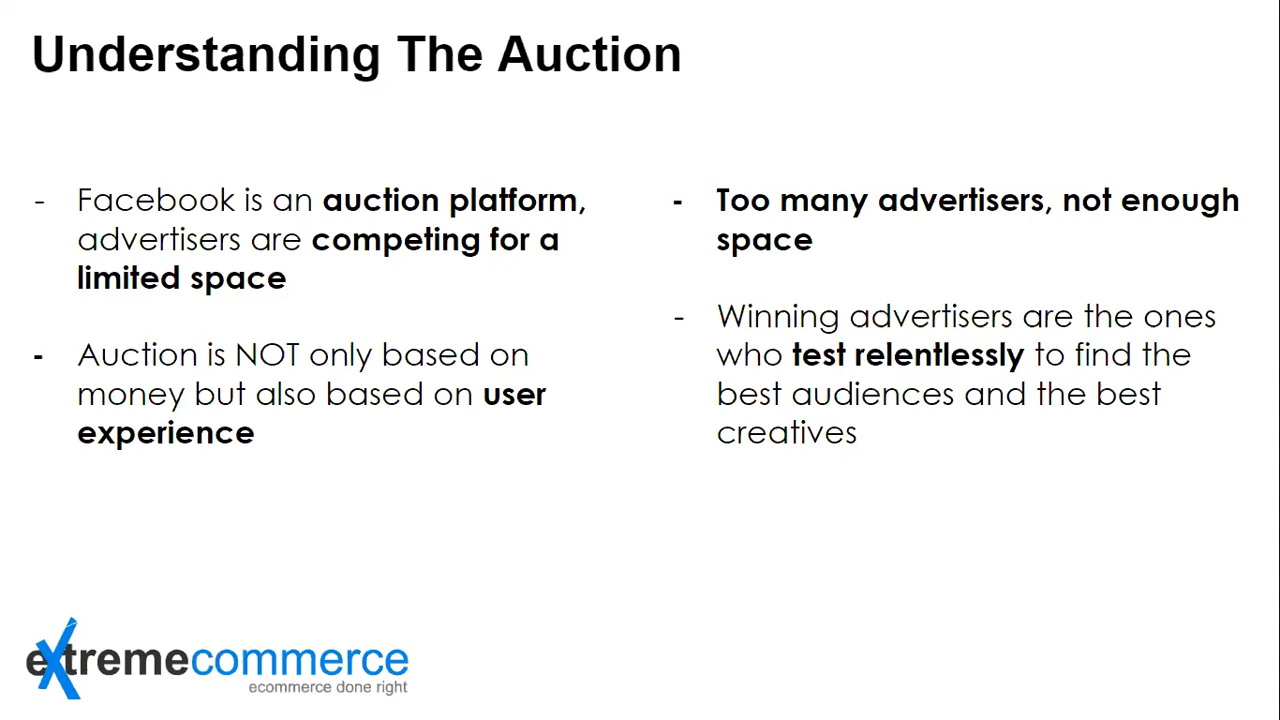 Understanding The Auction
- Facebook is an auction platform,
advertisers are competing for a
limited space
- Auction is NOT only based on
money but also based on user
experience
- Too many advertisers, not enough
space
- Winning advertisers are the ones
who test relentlessly to find the
best audiences and the best
creatives
extremecommerce
ecommerce done right